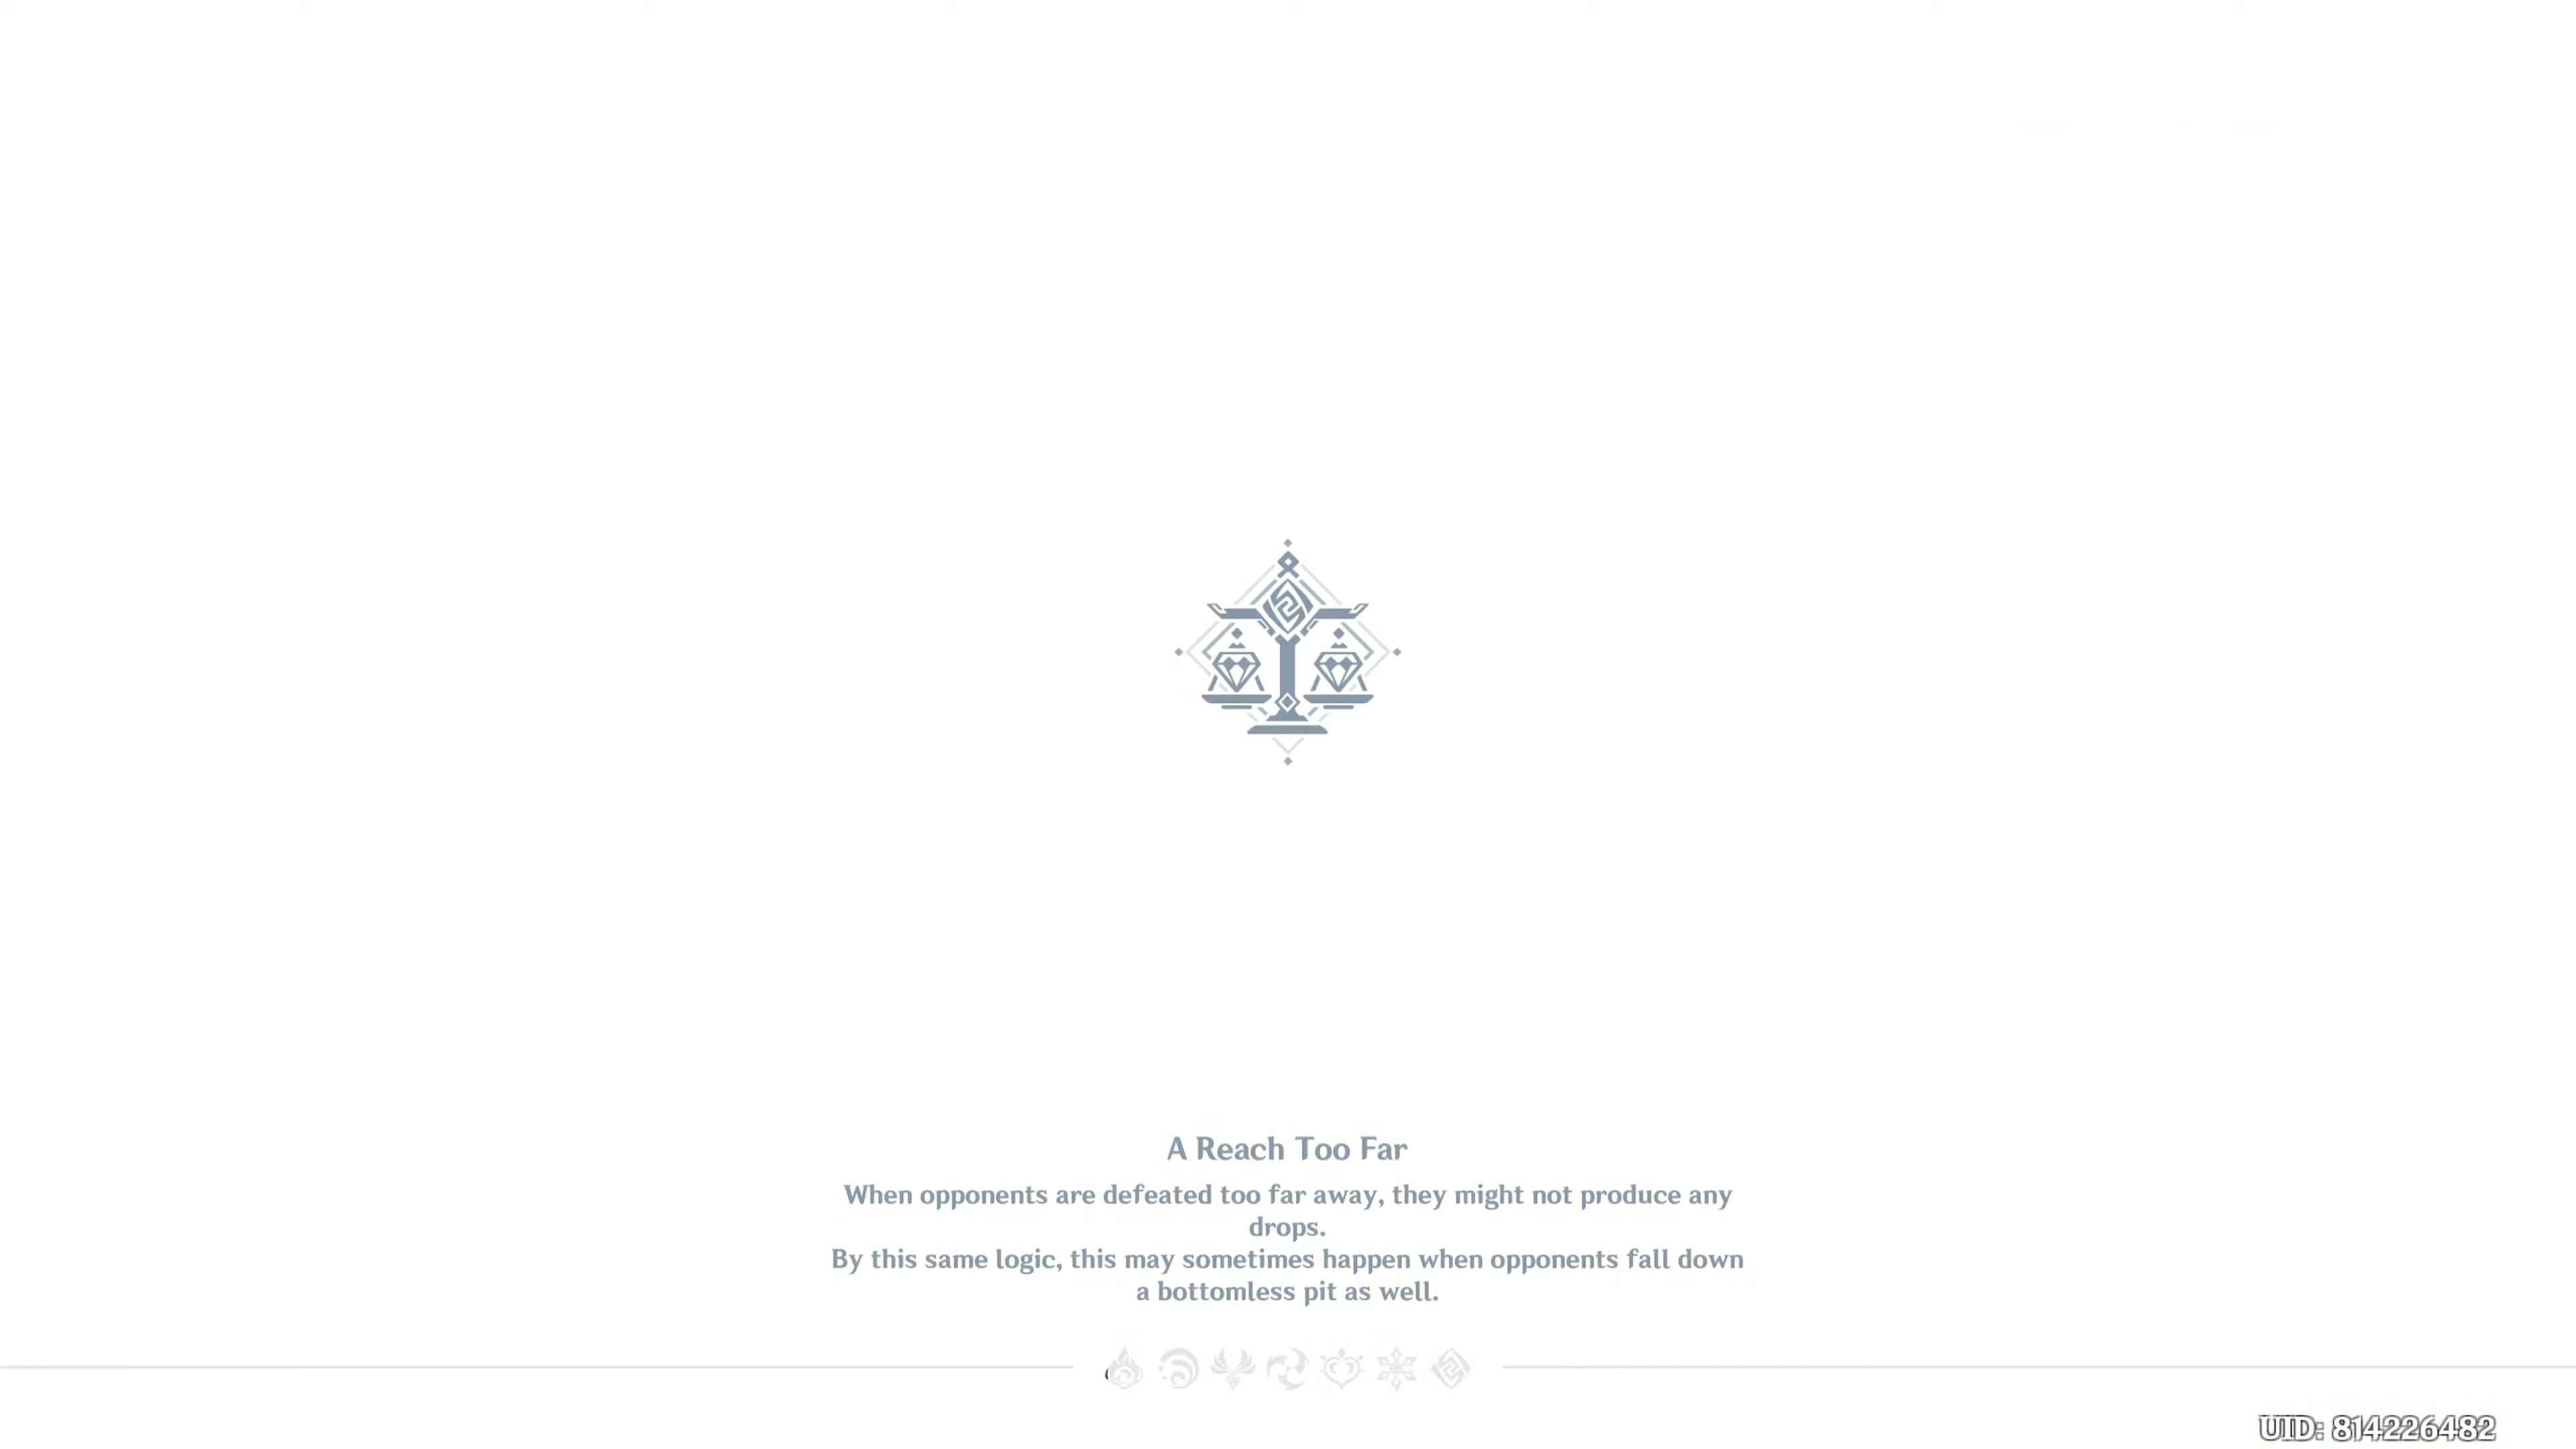 A Reach Too Far
When opponents are defeated too far away, they might not produce any
drops.
By this same logic, this may sometimes happen when opponents fall down
a bottomless pit as well.
UID: 814226482